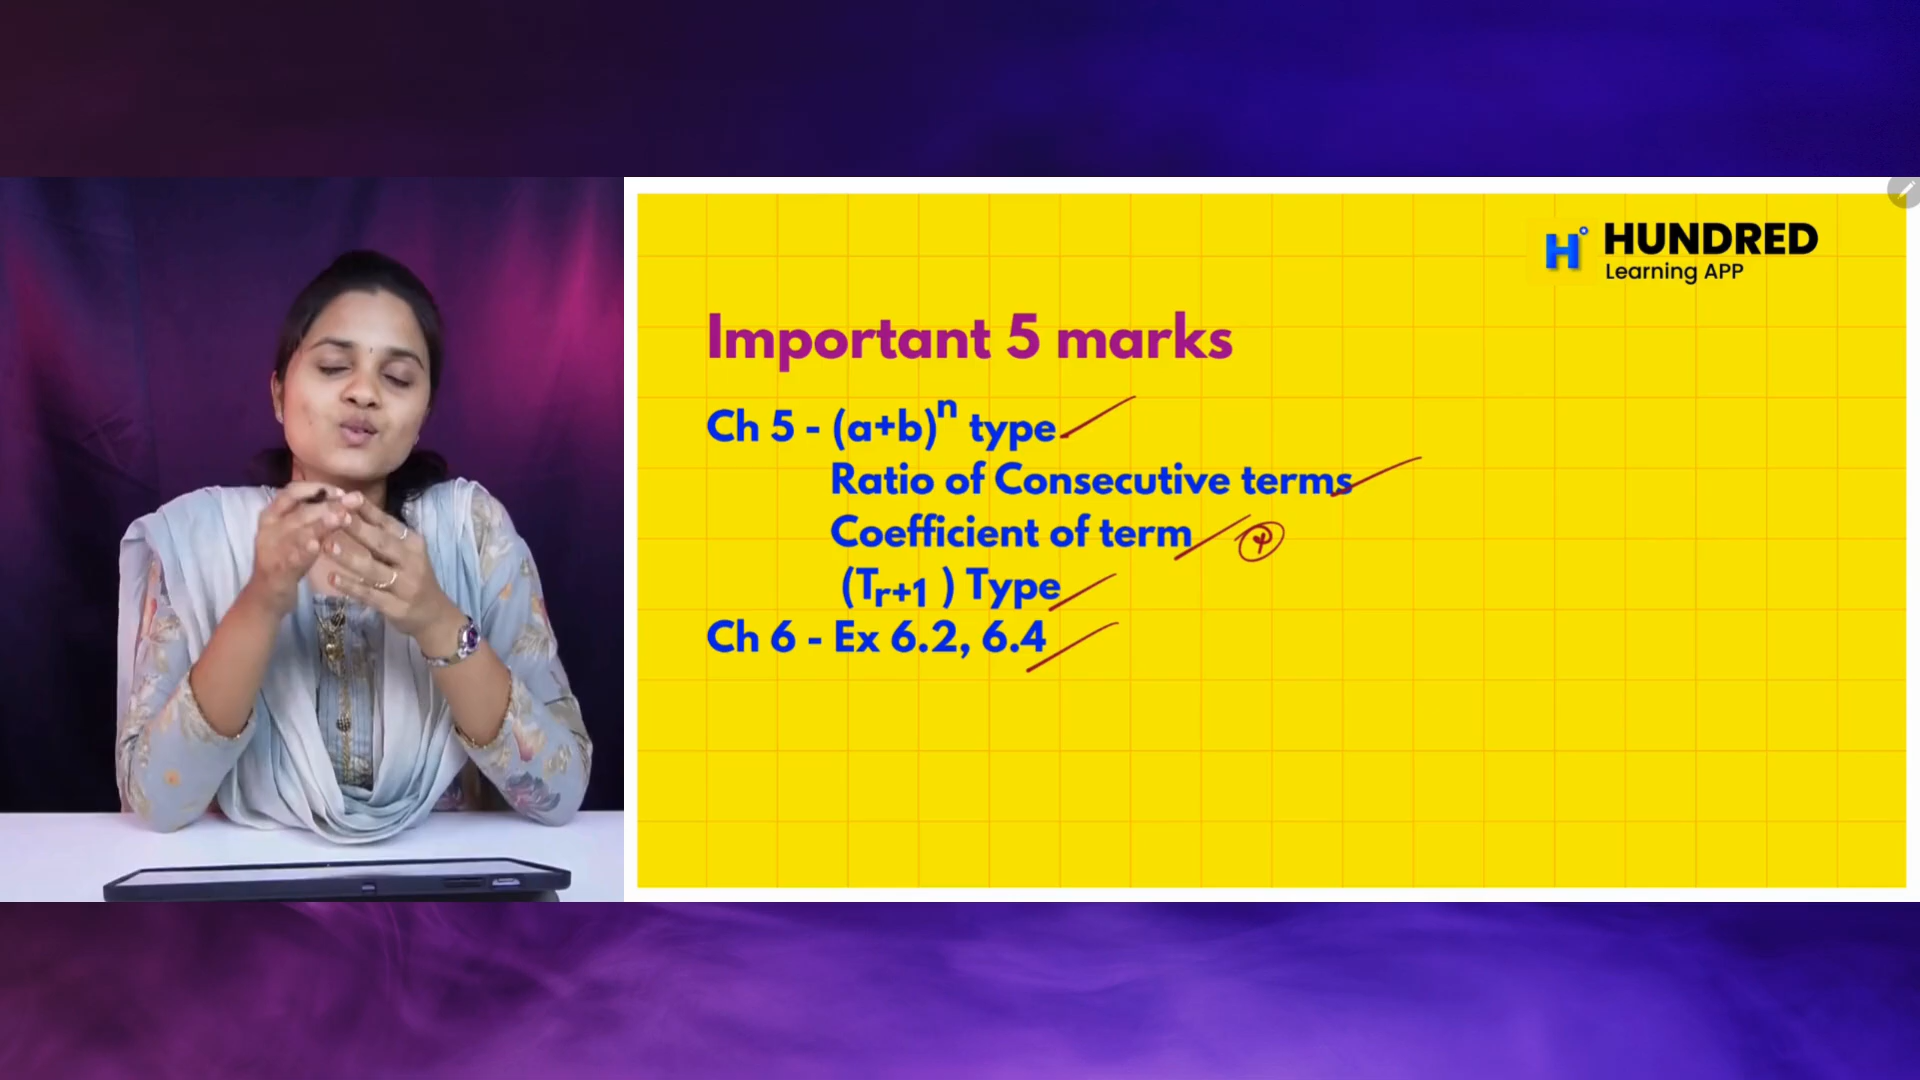 HUNDRED
Learning APP
Important 5 marks
Ch 5 - (a+b)ⁿ type
Ratio of Consecutive terms
Coefficient of term
(Tr+1 ) Type
Ch 6 - Ex 6.2, 6.4